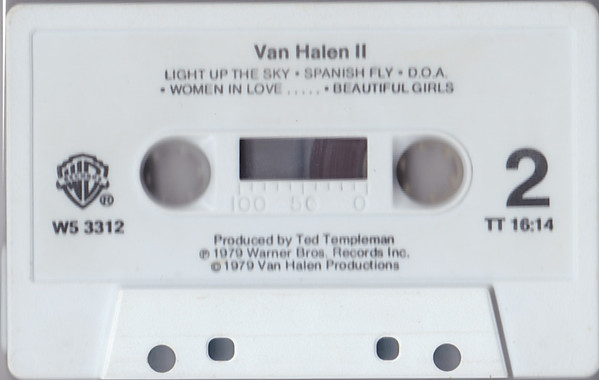 Van Halen II
LIGHT UP THE SKY • SPANISH FLY • D.O.A.
• WOMEN IN LOVE ..... • BEAUTIFUL GIRLS
WB
®
W5 3312
100 50 0
2
TT 16:14
Produced by Ted Templeman
℗ 1979 Warner Bros. Records Inc.
© 1979 Van Halen Productions